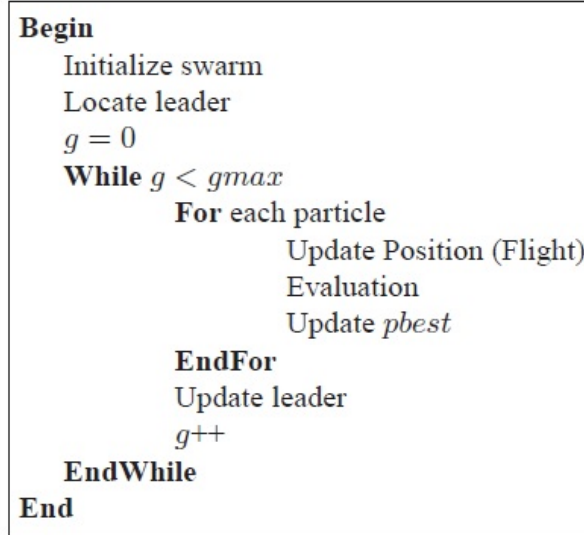 Begin
Initialize swarm
Locate leader
g = 0
While g < gmax
For each particle
Update Position (Flight)
Evaluation
Update pbest
EndFor
Update leader
g++
EndWhile
End